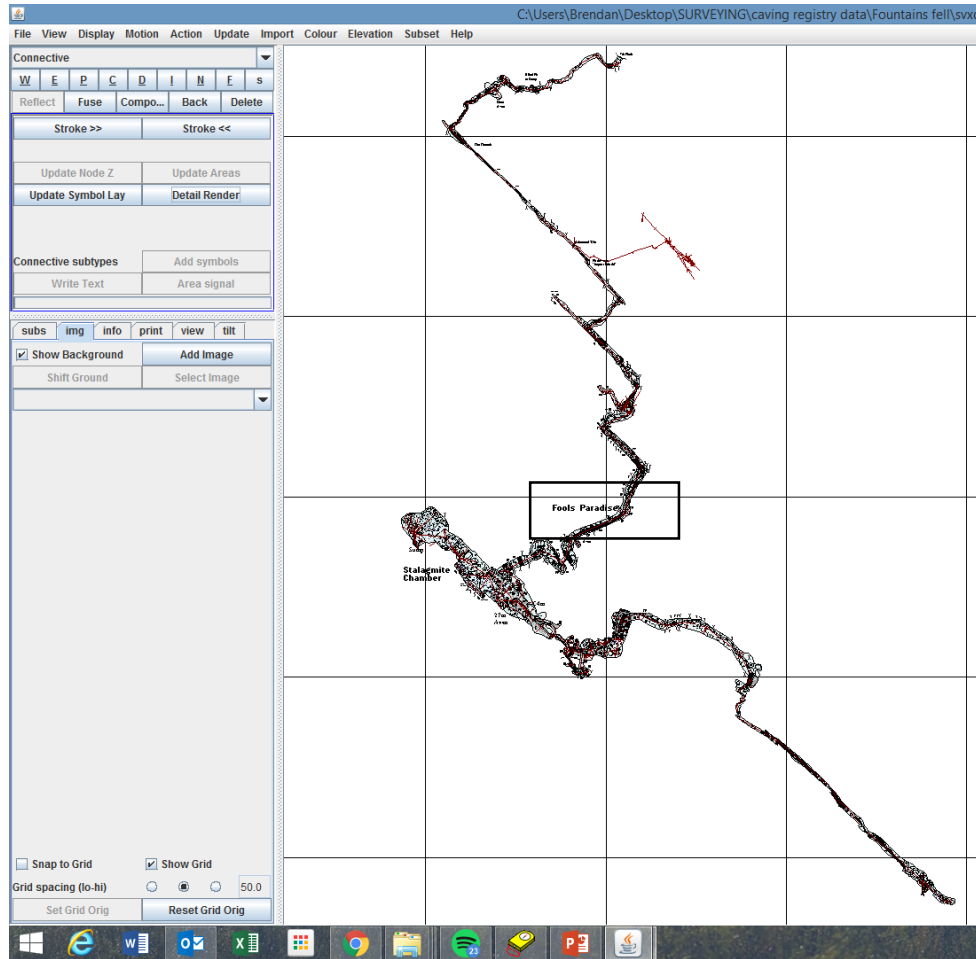 C:\Users\Brendan\Desktop\SURVEYING\caving registry data\Fountains fell\svxc
File View Display Motion Action Update Import Colour Elevation Subset Help
Connective
W E P C D I N F s
Reflect Fuse Compo... Back Delete
Stroke >> Stroke <<
Update Node Z Update Areas
Update Symbol Lay Detail Render
Connective subtypes Add symbols
Write Text Area signal
subs img info print view tilt
Show Background Add Image
Shift Ground Select Image
Fools Paradise
Stalagmite
Chamber
Snap to Grid Show Grid
Grid spacing (lo-hi) 50.0
Set Grid Orig Reset Grid Orig
23